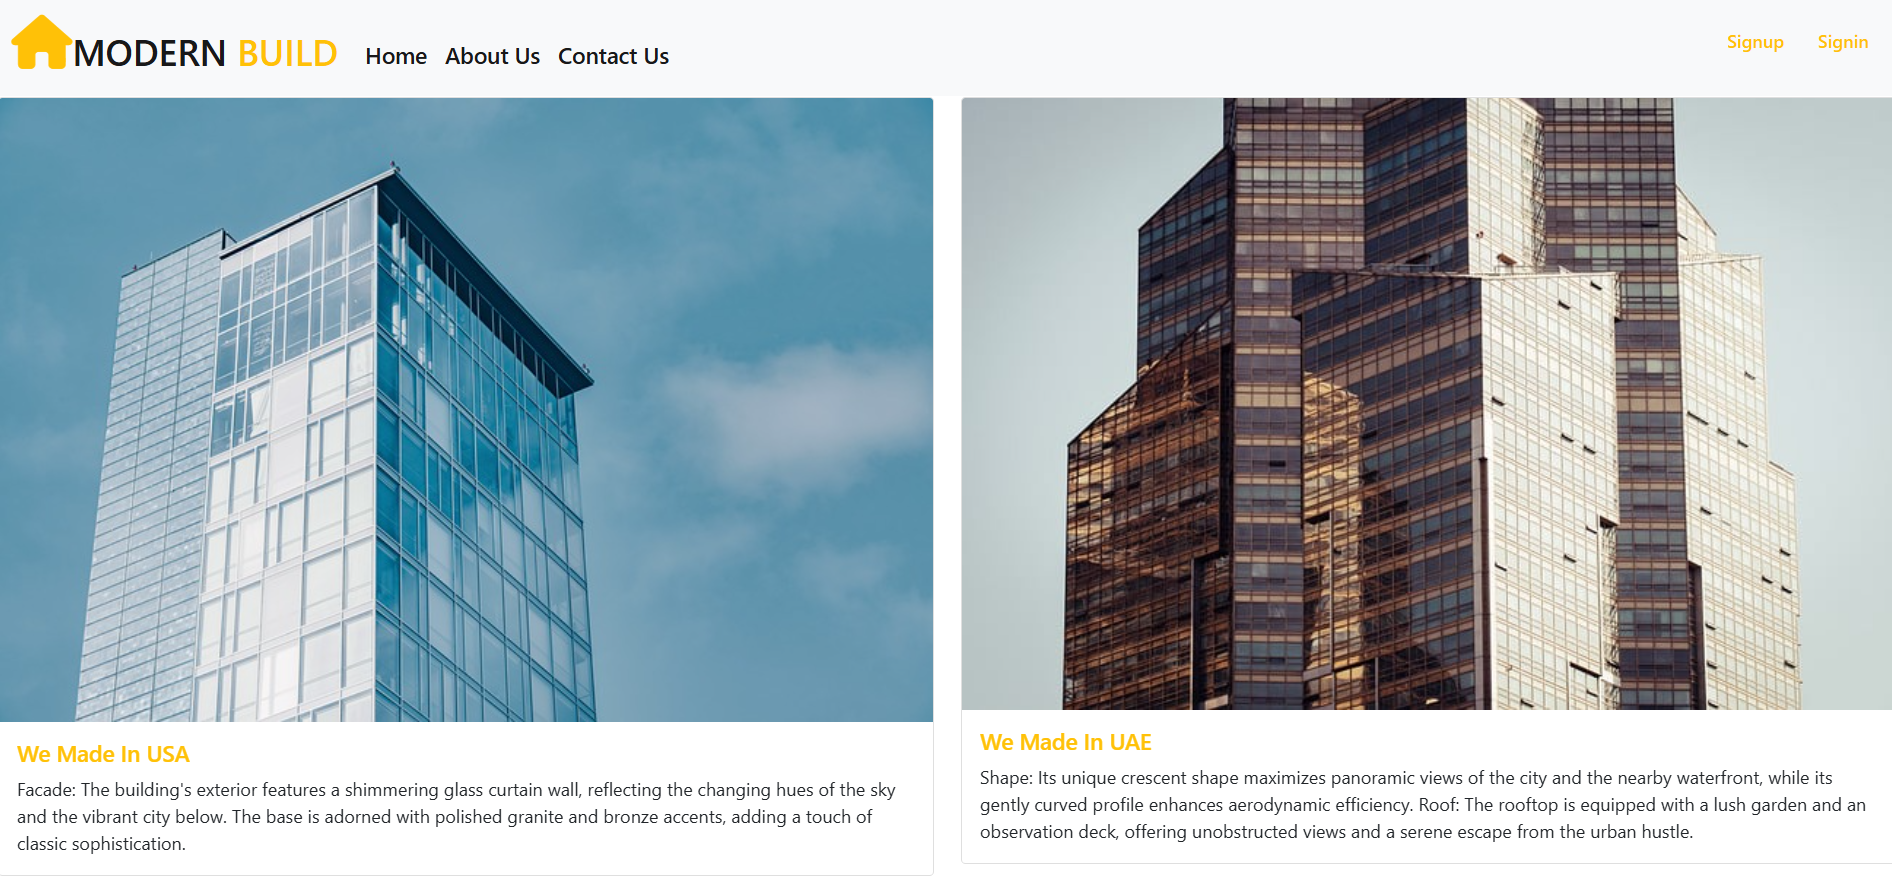 MODERN BUILD Home About Us Contact Us Signup Signin
We Made In USA
Facade: The building's exterior features a shimmering glass curtain wall, reflecting the changing hues of the sky
and the vibrant city below. The base is adorned with polished granite and bronze accents, adding a touch of
classic sophistication.
We Made In UAE
Shape: Its unique crescent shape maximizes panoramic views of the city and the nearby waterfront, while its
gently curved profile enhances aerodynamic efficiency. Roof: The rooftop is equipped with a lush garden and an
observation deck, offering unobstructed views and a serene escape from the urban hustle.